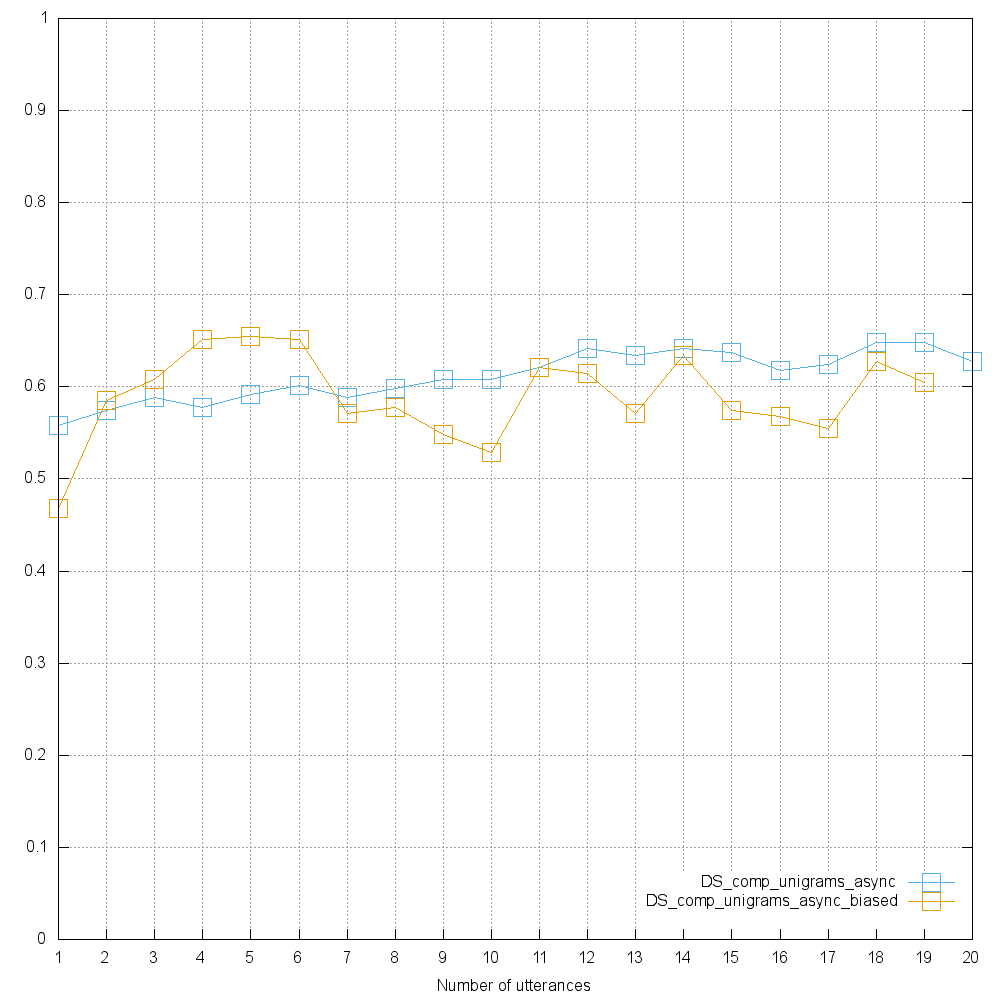 1
0.9
0.8
0.7
0.6
0.5
0.4
0.3
0.2
0.1
0
DS_comp_unigrams_async
DS_comp_unigrams_async_biased
1 2 3 4 5 6 7 8 9 10 11 12 13 14 15 16 17 18 19 20
Number of utterances